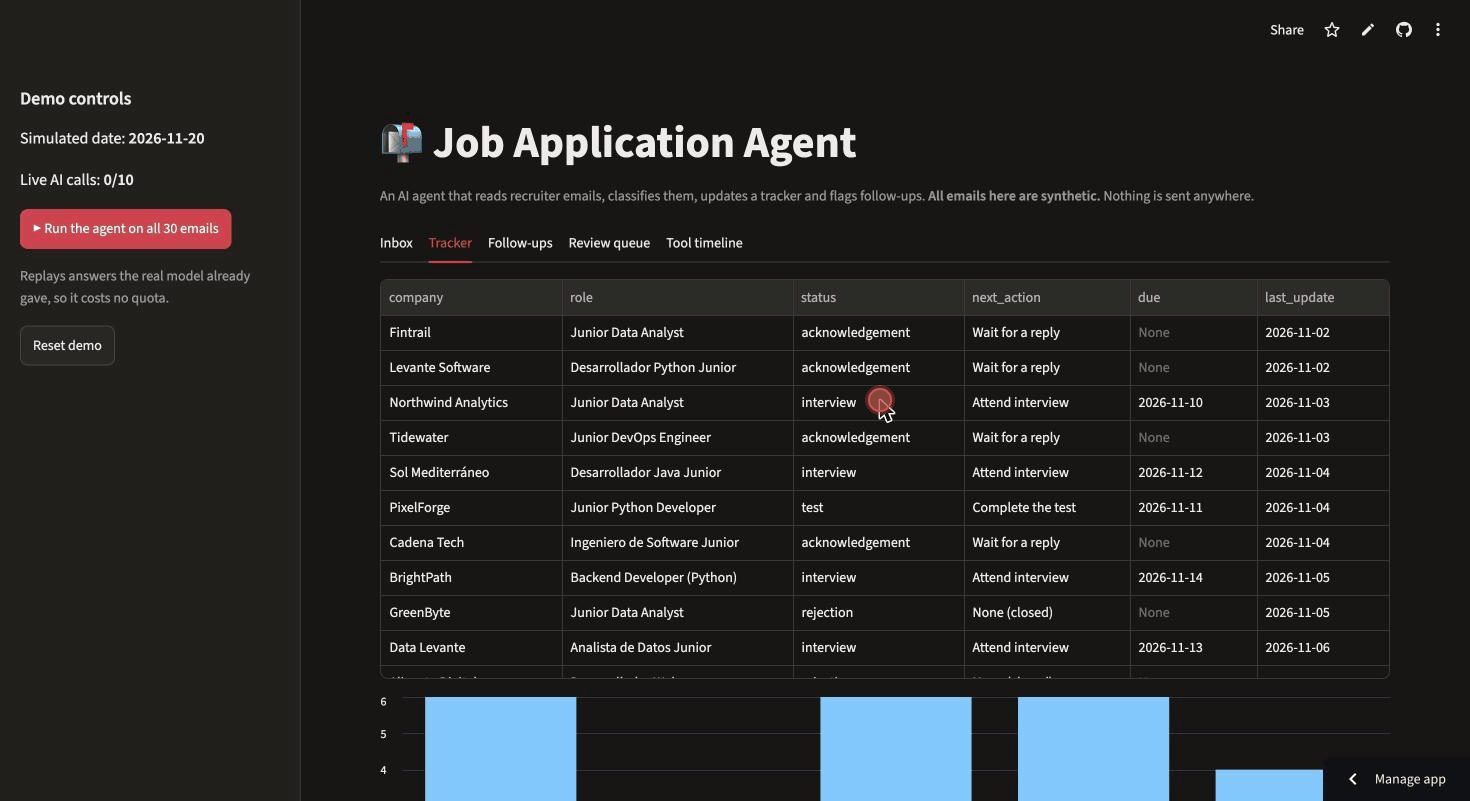 Share
Demo controls
Simulated date: 2026-11-20
Live AI calls: 0/10
Run the agent on all 30 emails
Replays answers the real model already
gave, so it costs no quota.
Reset demo
Job Application Agent
An AI agent that reads recruiter emails, classifies them, updates a tracker and flags follow-ups. All emails here are synthetic. Nothing is sent anywhere.
Inbox Tracker Follow-ups Review queue Tool timeline
company role status next_action due last_update
Fintrail Junior Data Analyst acknowledgement Wait for a reply None 2026-11-02
Levante Software Desarrollador Python Junior acknowledgement Wait for a reply None 2026-11-02
Northwind Analytics Junior Data Analyst interview Attend interview 2026-11-10 2026-11-03
Tidewater Junior DevOps Engineer acknowledgement Wait for a reply None 2026-11-03
Sol Mediterráneo Desarrollador Java Junior interview Attend interview 2026-11-12 2026-11-04
PixelForge Junior Python Developer test Complete the test 2026-11-11 2026-11-04
Cadena Tech Ingeniero de Software Junior acknowledgement Wait for a reply None 2026-11-04
BrightPath Backend Developer (Python) interview Attend interview 2026-11-14 2026-11-05
GreenByte Junior Data Analyst rejection None (closed) None 2026-11-05
Data Levante Analista de Datos Junior interview Attend interview 2026-11-13 2026-11-06
6
5
4
Manage app